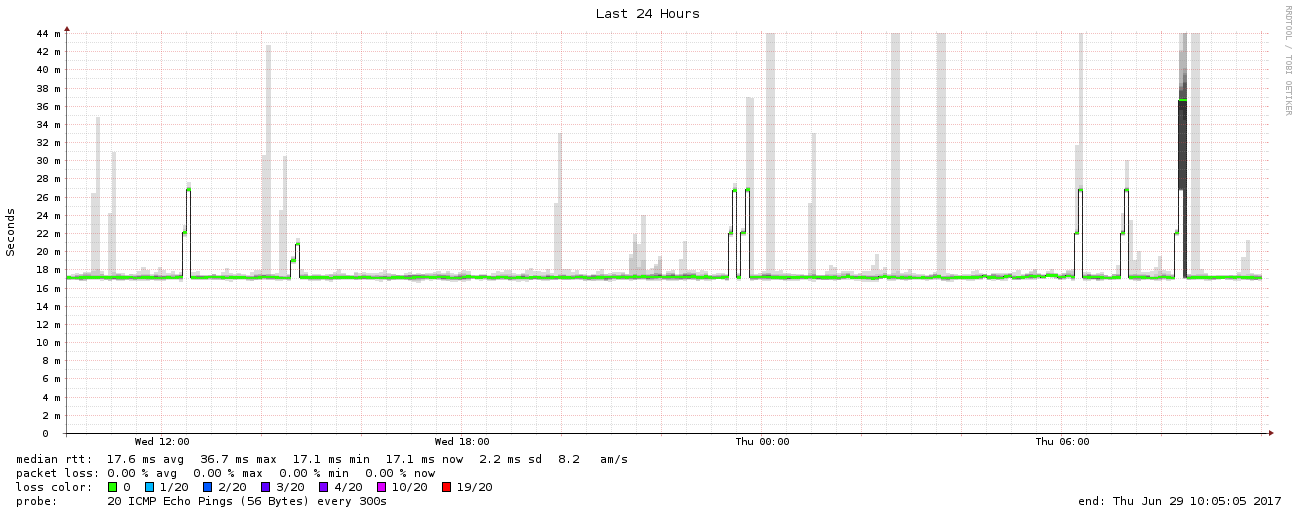 Last 24 Hours
RRDTOOL / TOBI OETIKER
Seconds
44 m
42 m
40 m
38 m
36 m
34 m
32 m
30 m
28 m
26 m
24 m
22 m
20 m
18 m
16 m
14 m
12 m
10 m
8 m
6 m
4 m
2 m
0
Wed 12:00 Wed 18:00 Thu 00:00 Thu 06:00
median rtt: 17.6 ms avg 36.7 ms max 17.1 ms min 17.1 ms now 2.2 ms sd 8.2 am/s
packet loss: 0.00 % avg 0.00 % max 0.00 % min 0.00 % now
loss color: 0 1/20 2/20 3/20 4/20 10/20 19/20
probe: 20 ICMP Echo Pings (56 Bytes) every 300s end: Thu Jun 29 10:05:05 2017